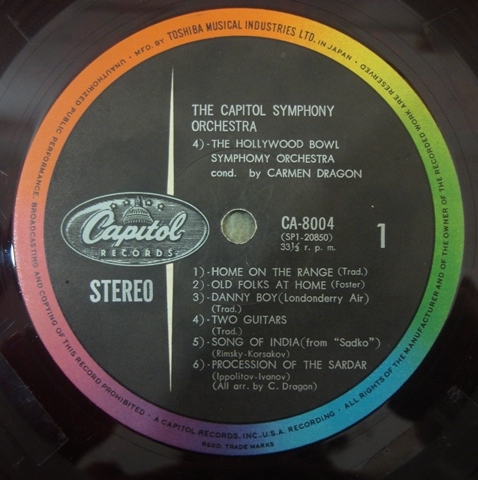 UNAUTHORIZED PUBLIC PERFORMANCE, BROADCASTING AND COPYING OF THIS RECORD PROHIBITED · A CAPITOL RECORDS, INC., U.S.A. RECORDING · ALL RIGHTS OF THE MANUFACTURER AND OF THE OWNER OF THE RECORDED WORK ARE RESERVED
MFD. BY TOSHIBA MUSICAL INDUSTRIES LTD. IN JAPAN
REGD. TRADE MARKS
THE CAPITOL SYMPHONY
ORCHESTRA
4)·THE HOLLYWOOD BOWL
SYMPHOMY ORCHESTRA
cond. by CARMEN DRAGON
Capitol
RECORDS
STEREO
CA-8004
(SP1-20850)
33⅓ r. p. m.
1
1)·HOME ON THE RANGE (Trad.)
2)·OLD FOLKS AT HOME (Foster)
3)·DANNY BOY (Londonderry Air)
(Trad.)
4)·TWO GUITARS
(Trad.)
5)·SONG OF INDIA (from "Sadko")
(Rimsky-Korsakov)
6)·PROCESSION OF THE SARDAR
(Ippolitov-Ivanov)
(All arr. by C. Dragon)